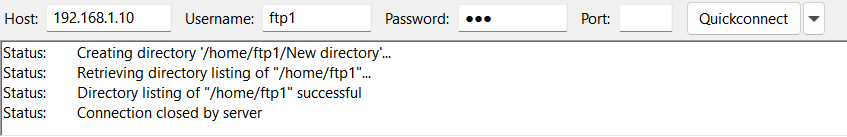 Host: 192.168.1.10 Username: ftp1 Password: ●●● Port: Quickconnect
Status: Creating directory '/home/ftp1/New directory'...
Status: Retrieving directory listing of "/home/ftp1"...
Status: Directory listing of "/home/ftp1" successful
Status: Connection closed by server